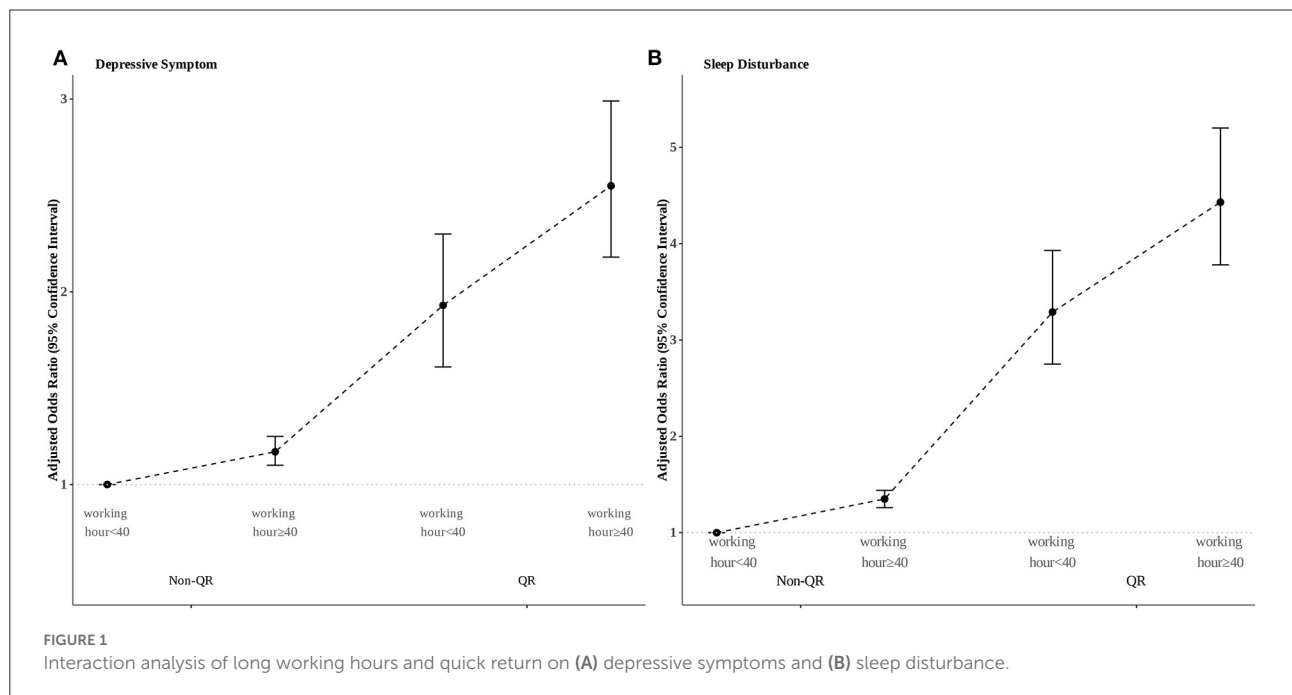 A
Depressive Symptom
Adjusted Odds Ratio (95% Confidence Interval)
3
2
1
working
hour<40
working
hour≥40
working
hour<40
working
hour≥40
Non-QR
QR
B
Sleep Disturbance
Adjusted Odds Ratio (95% Confidence Interval)
5
4
3
2
1
working
hour<40
working
hour≥40
working
hour<40
working
hour≥40
Non-QR
QR
FIGURE 1
Interaction analysis of long working hours and quick return on (A) depressive symptoms and (B) sleep disturbance.